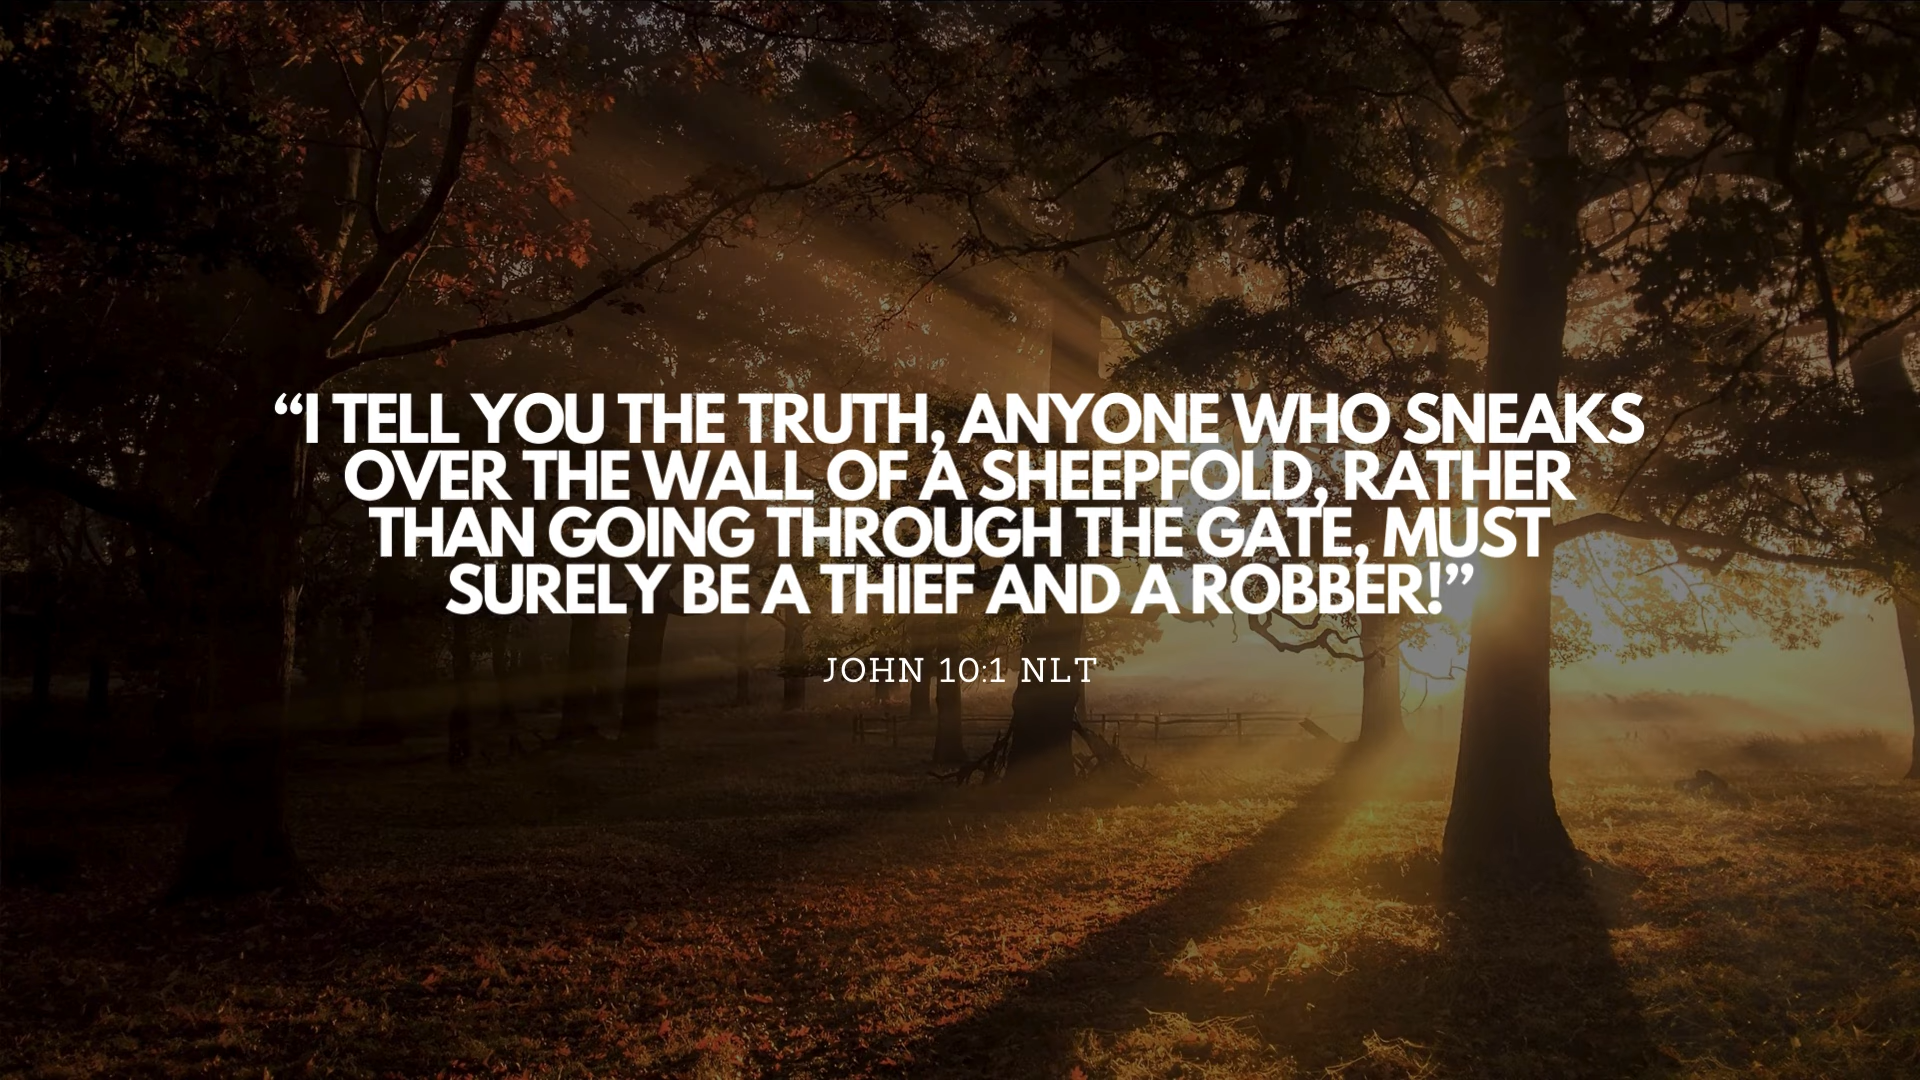 “I TELL YOU THE TRUTH, ANYONE WHO SNEAKS
OVER THE WALL OF A SHEEPFOLD, RATHER
THAN GOING THROUGH THE GATE, MUST
SURELY BE A THIEF AND A ROBBER!”
JOHN 10:1 NLT